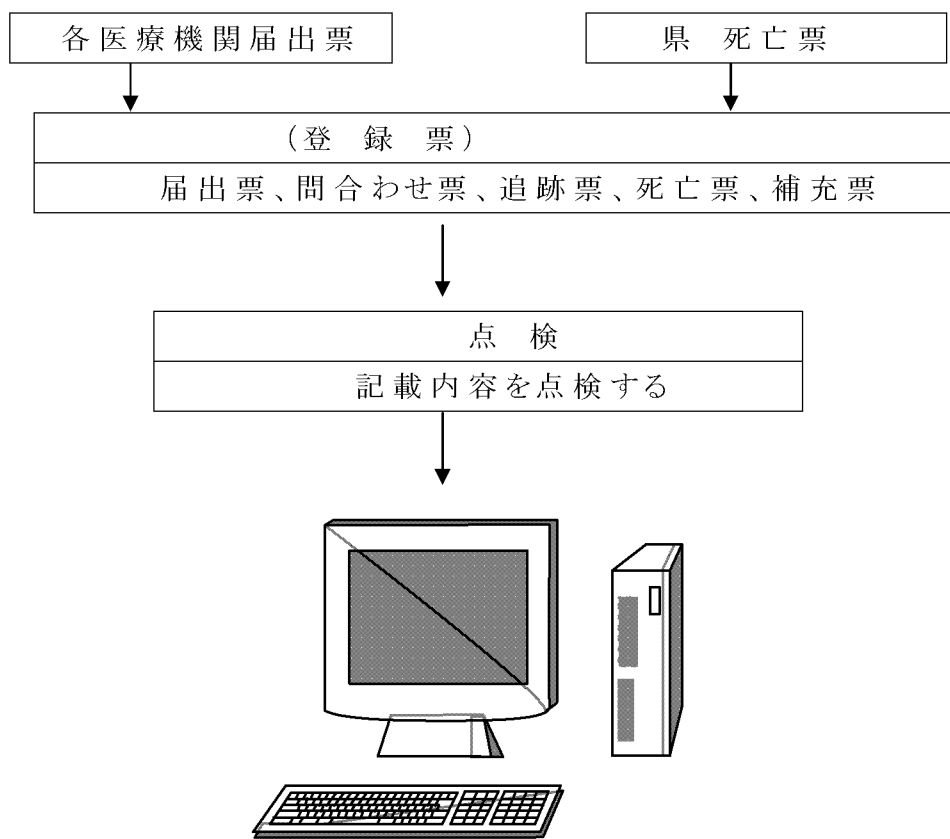 各医療機関届出票
県 死亡票
(登 録 票)
届出票、問合わせ票、追跡票、死亡票、補充票
点 検
記載内容を点検する